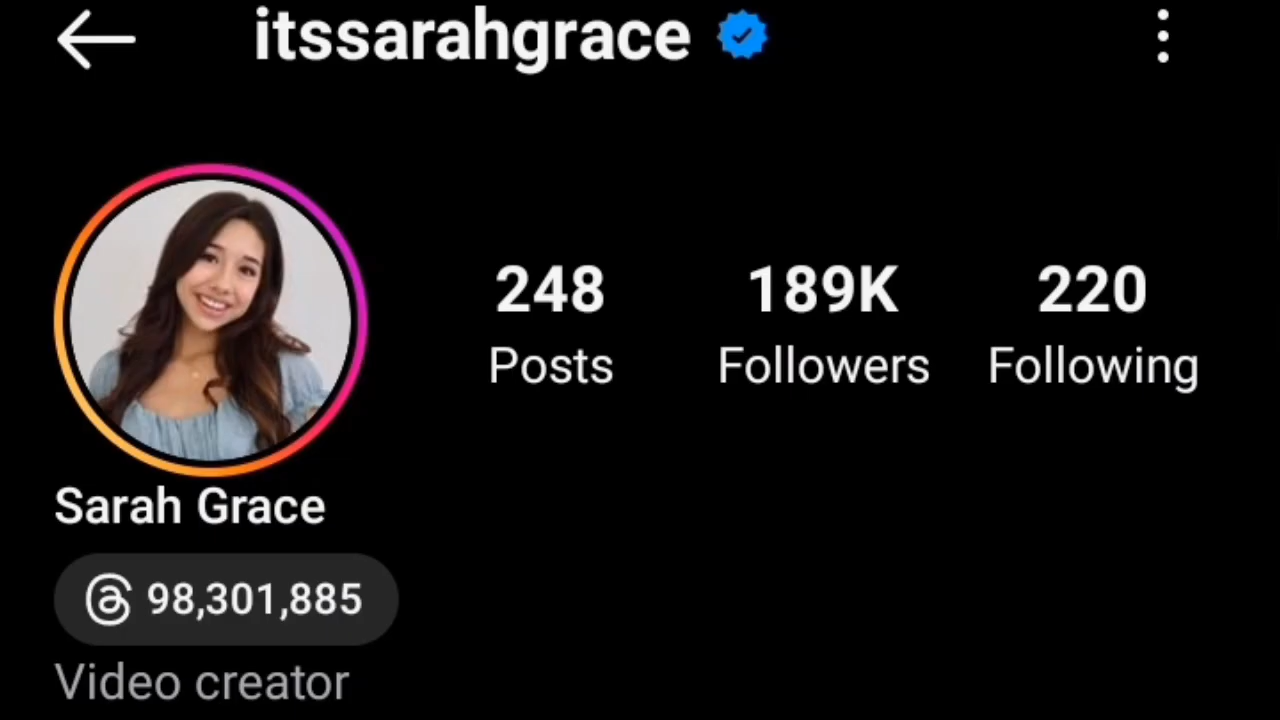 itssarahgrace
248 189K 220
Posts Followers Following
Sarah Grace
98,301,885
Video creator